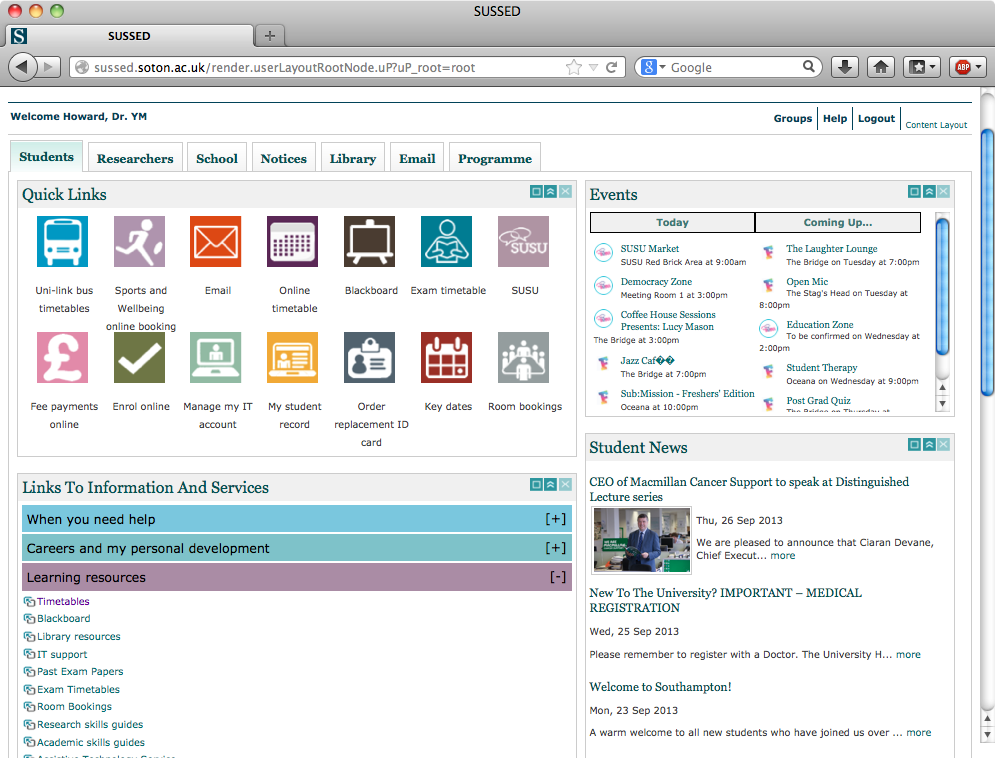 SUSSED
S
SUSSED
sussed.soton.ac.uk/render.userLayoutRootNode.uP?uP_root=root
Google
ABP
Welcome Howard, Dr. YM
Groups
Help
Logout
Content Layout
Students
Researchers
School
Notices
Library
Email
Programme
Quick Links
SUSU
Uni-link bus
timetables
Sports and
Wellbeing
online booking
Email
Online
timetable
Blackboard
Exam timetable
SUSU
Fee payments
online
Enrol online
Manage my IT
account
My student
record
Order
replacement ID
card
Key dates
Room bookings
Links To Information And Services
When you need help [+]
Careers and my personal development [+]
Learning resources [-]
Timetables
Blackboard
Library resources
IT support
Past Exam Papers
Exam Timetables
Room Bookings
Research skills guides
Academic skills guides
Assistive Technology Service
Events
Today
SUSU Market
SUSU Red Brick Area at 9:00am
Democracy Zone
Meeting Room 1 at 3:00pm
Coffee House Sessions
Presents: Lucy Mason
The Bridge at 3:00pm
Jazz Caf��
The Bridge at 7:00pm
Sub:Mission - Freshers' Edition
Oceana at 10:00pm
Coming Up...
The Laughter Lounge
The Bridge on Tuesday at 7:00pm
Open Mic
The Stag's Head on Tuesday at
8:00pm
Education Zone
To be confirmed on Wednesday at
2:00pm
Student Therapy
Oceana on Wednesday at 9:00pm
Post Grad Quiz
The Bridge on Thursday at
Student News
CEO of Macmillan Cancer Support to speak at Distinguished
Lecture series
Thu, 26 Sep 2013
We are pleased to announce that Ciaran Devane,
Chief Execut... more
New To The University? IMPORTANT – MEDICAL
REGISTRATION
Wed, 25 Sep 2013
Please remember to register with a Doctor. The University H... more
Welcome to Southampton!
Mon, 23 Sep 2013
A warm welcome to all new students who have joined us over ... more